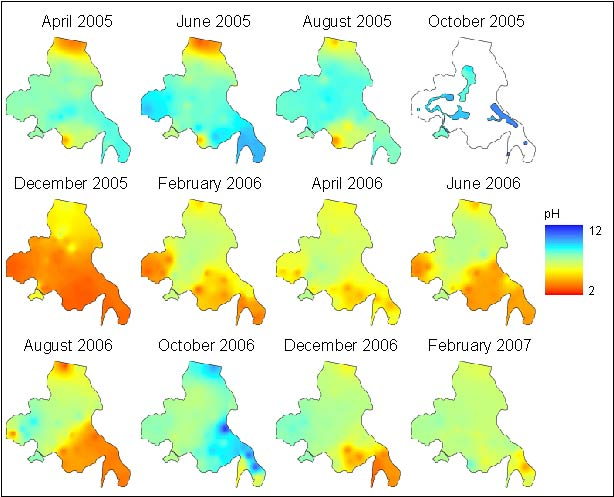 April 2005 June 2005 August 2005 October 2005
December 2005 February 2006 April 2006 June 2006
pH
12
2
August 2006 October 2006 December 2006 February 2007